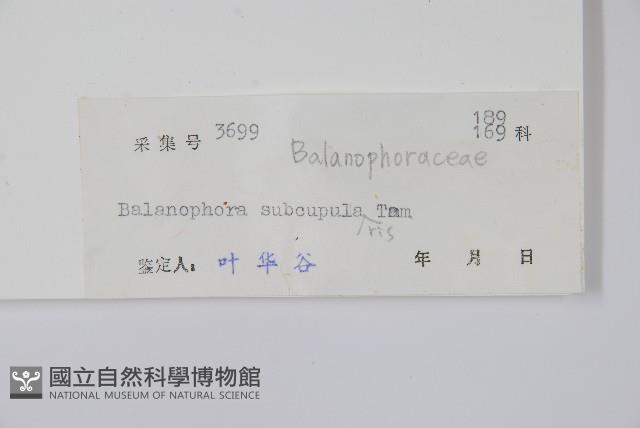 189
采集号 3699 169 科
Balanophoraceae
Balanophora subcupula Tam
ris
鉴定人: 叶华谷 年 月 日
國立自然科學博物館
NATIONAL MUSEUM OF NATURAL SCIENCE